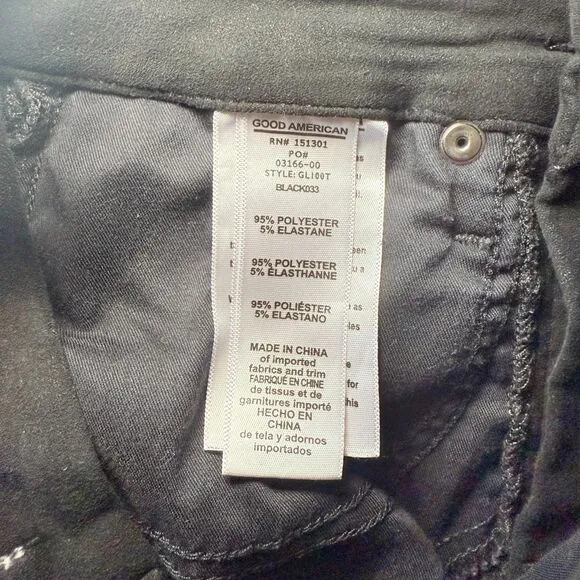 GOOD AMERICAN
RN# 151301
PO#
03166-00
STYLE: GL100T
BLACK033
95% POLYESTER
5% ELASTANE
95% POLYESTER
5% ÉLASTHANNE
95% POLIÉSTER
5% ELASTANO
MADE IN CHINA
of imported
fabrics and trim
FABRIQUÉ EN CHINE
de tissus et de
garnitures importé
HECHO EN
CHINA
de tela y adornos
importados